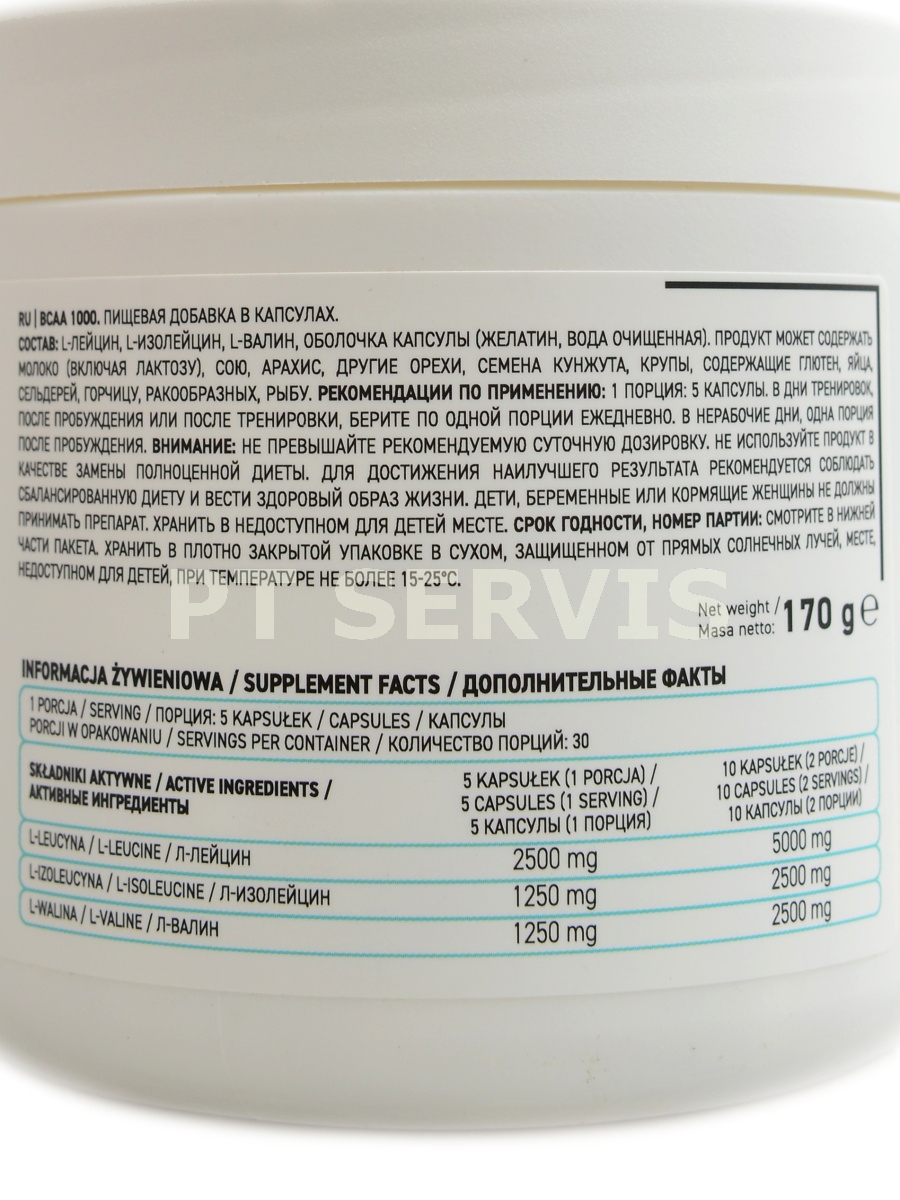 RU | BCAA 1000. ПИЩЕВАЯ ДОБАВКА В КАПСУЛАХ.
СОСТАВ: L-ЛЕЙЦИН, L-ИЗОЛЕЙЦИН, L-ВАЛИН, ОБОЛОЧКА КАПСУЛЫ (ЖЕЛАТИН, ВОДА ОЧИЩЕННАЯ). ПРОДУКТ МОЖЕТ СОДЕРЖАТЬ
МОЛОКО (ВКЛЮЧАЯ ЛАКТОЗУ), СОЮ, АРАХИС, ДРУГИЕ ОРЕХИ, СЕМЕНА КУНЖУТА, КРУПЫ, СОДЕРЖАЩИЕ ГЛЮТЕН, ЯЙЦА,
СЕЛЬДЕРЕЙ, ГОРЧИЦУ, РАКООБРАЗНЫХ, РЫБУ. РЕКОМЕНДАЦИИ ПО ПРИМЕНЕНИЮ: 1 ПОРЦИЯ: 5 КАПСУЛЫ. В ДНИ ТРЕНИРОВОК,
ПОСЛЕ ПРОБУЖДЕНИЯ ИЛИ ПОСЛЕ ТРЕНИРОВКИ, БЕРИТЕ ПО ОДНОЙ ПОРЦИИ ЕЖЕДНЕВНО. В НЕРАБОЧИЕ ДНИ, ОДНА ПОРЦИЯ
ПОСЛЕ ПРОБУЖДЕНИЯ. ВНИМАНИЕ: НЕ ПРЕВЫШАЙТЕ РЕКОМЕНДУЕМУЮ СУТОЧНУЮ ДОЗИРОВКУ. НЕ ИСПОЛЬЗУЙТЕ ПРОДУКТ В
КАЧЕСТВЕ ЗАМЕНЫ ПОЛНОЦЕННОЙ ДИЕТЫ. ДЛЯ ДОСТИЖЕНИЯ НАИЛУЧШЕГО РЕЗУЛЬТАТА РЕКОМЕНДУЕТСЯ СОБЛЮДАТЬ
СБАЛАНСИРОВАННУЮ ДИЕТУ И ВЕСТИ ЗДОРОВЫЙ ОБРАЗ ЖИЗНИ. ДЕТИ, БЕРЕМЕННЫЕ ИЛИ КОРМЯЩИЕ ЖЕНЩИНЫ НЕ ДОЛЖНЫ
ПРИНИМАТЬ ПРЕПАРАТ. ХРАНИТЬ В НЕДОСТУПНОМ ДЛЯ ДЕТЕЙ МЕСТЕ. СРОК ГОДНОСТИ, НОМЕР ПАРТИИ: СМОТРИТЕ В НИЖНЕЙ
ЧАСТИ ПАКЕТА. ХРАНИТЬ В ПЛОТНО ЗАКРЫТОЙ УПАКОВКЕ В СУХОМ, ЗАЩИЩЕННОМ ОТ ПРЯМЫХ СОЛНЕЧНЫХ ЛУЧЕЙ, МЕСТЕ,
НЕДОСТУПНОМ ДЛЯ ДЕТЕЙ, ПРИ ТЕМПЕРАТУРЕ НЕ БОЛЕЕ 15-25°C.
PT SERVIS
Net weight /
Masa netto: 170 g ℮
INFORMACJA ŻYWIENIOWA / SUPPLEMENT FACTS / ДОПОЛНИТЕЛЬНЫЕ ФАКТЫ
1 PORCJA / SERVING / ПОРЦИЯ: 5 KAPSUŁEK / CAPSULES / КАПСУЛЫ
PORCJI W OPAKOWANIU / SERVINGS PER CONTAINER / КОЛИЧЕСТВО ПОРЦИЙ: 30
SKŁADNIKI AKTYWNE / ACTIVE INGREDIENTS /
АКТИВНЫЕ ИНГРЕДИЕНТЫ
5 KAPSUŁEK (1 PORCJA) /
5 CAPSULES (1 SERVING) /
5 КАПСУЛЫ (1 ПОРЦИЯ)
10 KAPSUŁEK (2 PORCJE) /
10 CAPSULES (2 SERVINGS) /
10 КАПСУЛЫ (2 ПОРЦИИ)
L-LEUCYNA / L-LEUCINE / Л-ЛЕЙЦИН 2500 mg 5000 mg
L-IZOLEUCYNA / L-ISOLEUCINE / Л-ИЗОЛЕЙЦИН 1250 mg 2500 mg
L-WALINA / L-VALINE / Л-ВАЛИН 1250 mg 2500 mg